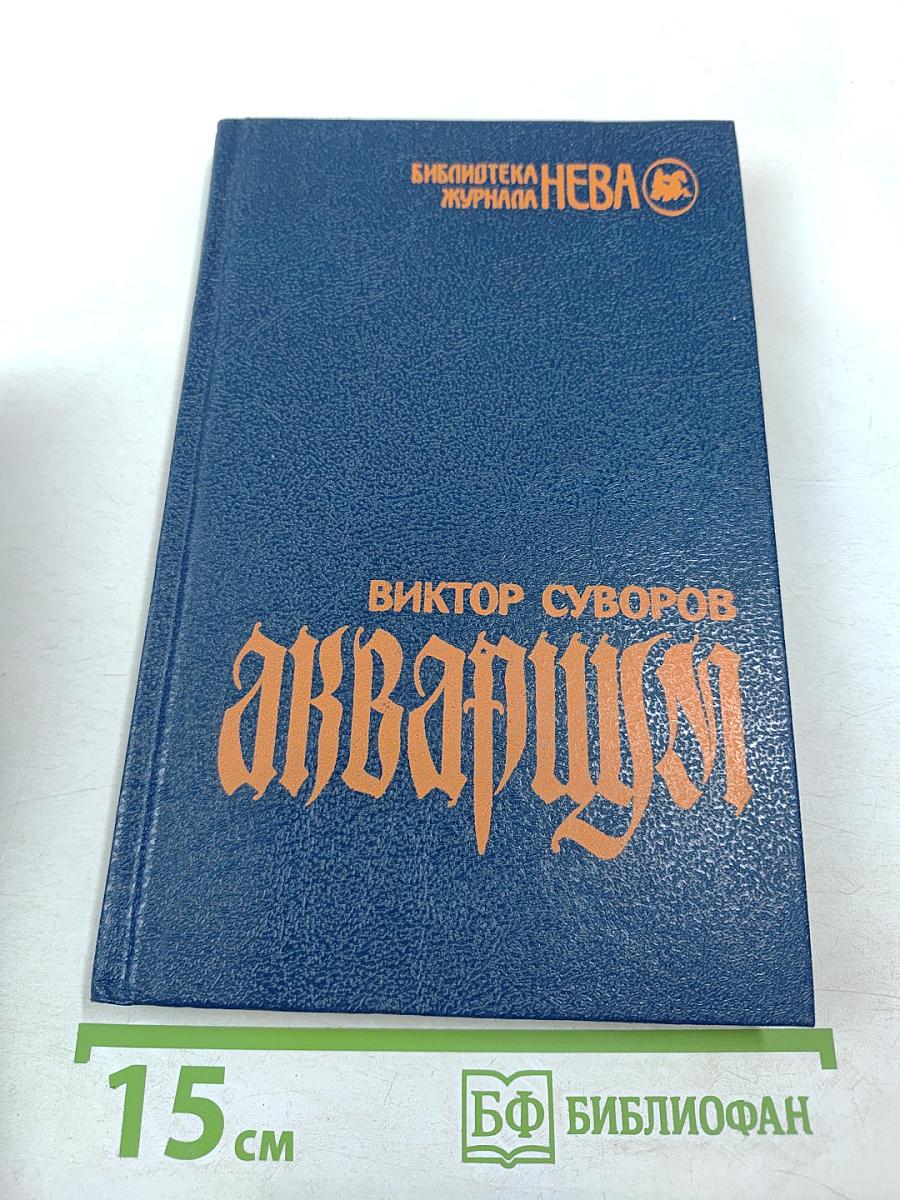 БИБЛИОТЕКА
ЖУРНАЛА НЕВА
ВИКТОР СУВОРОВ
аквариум
15 см
БФ БИБЛИОФАН